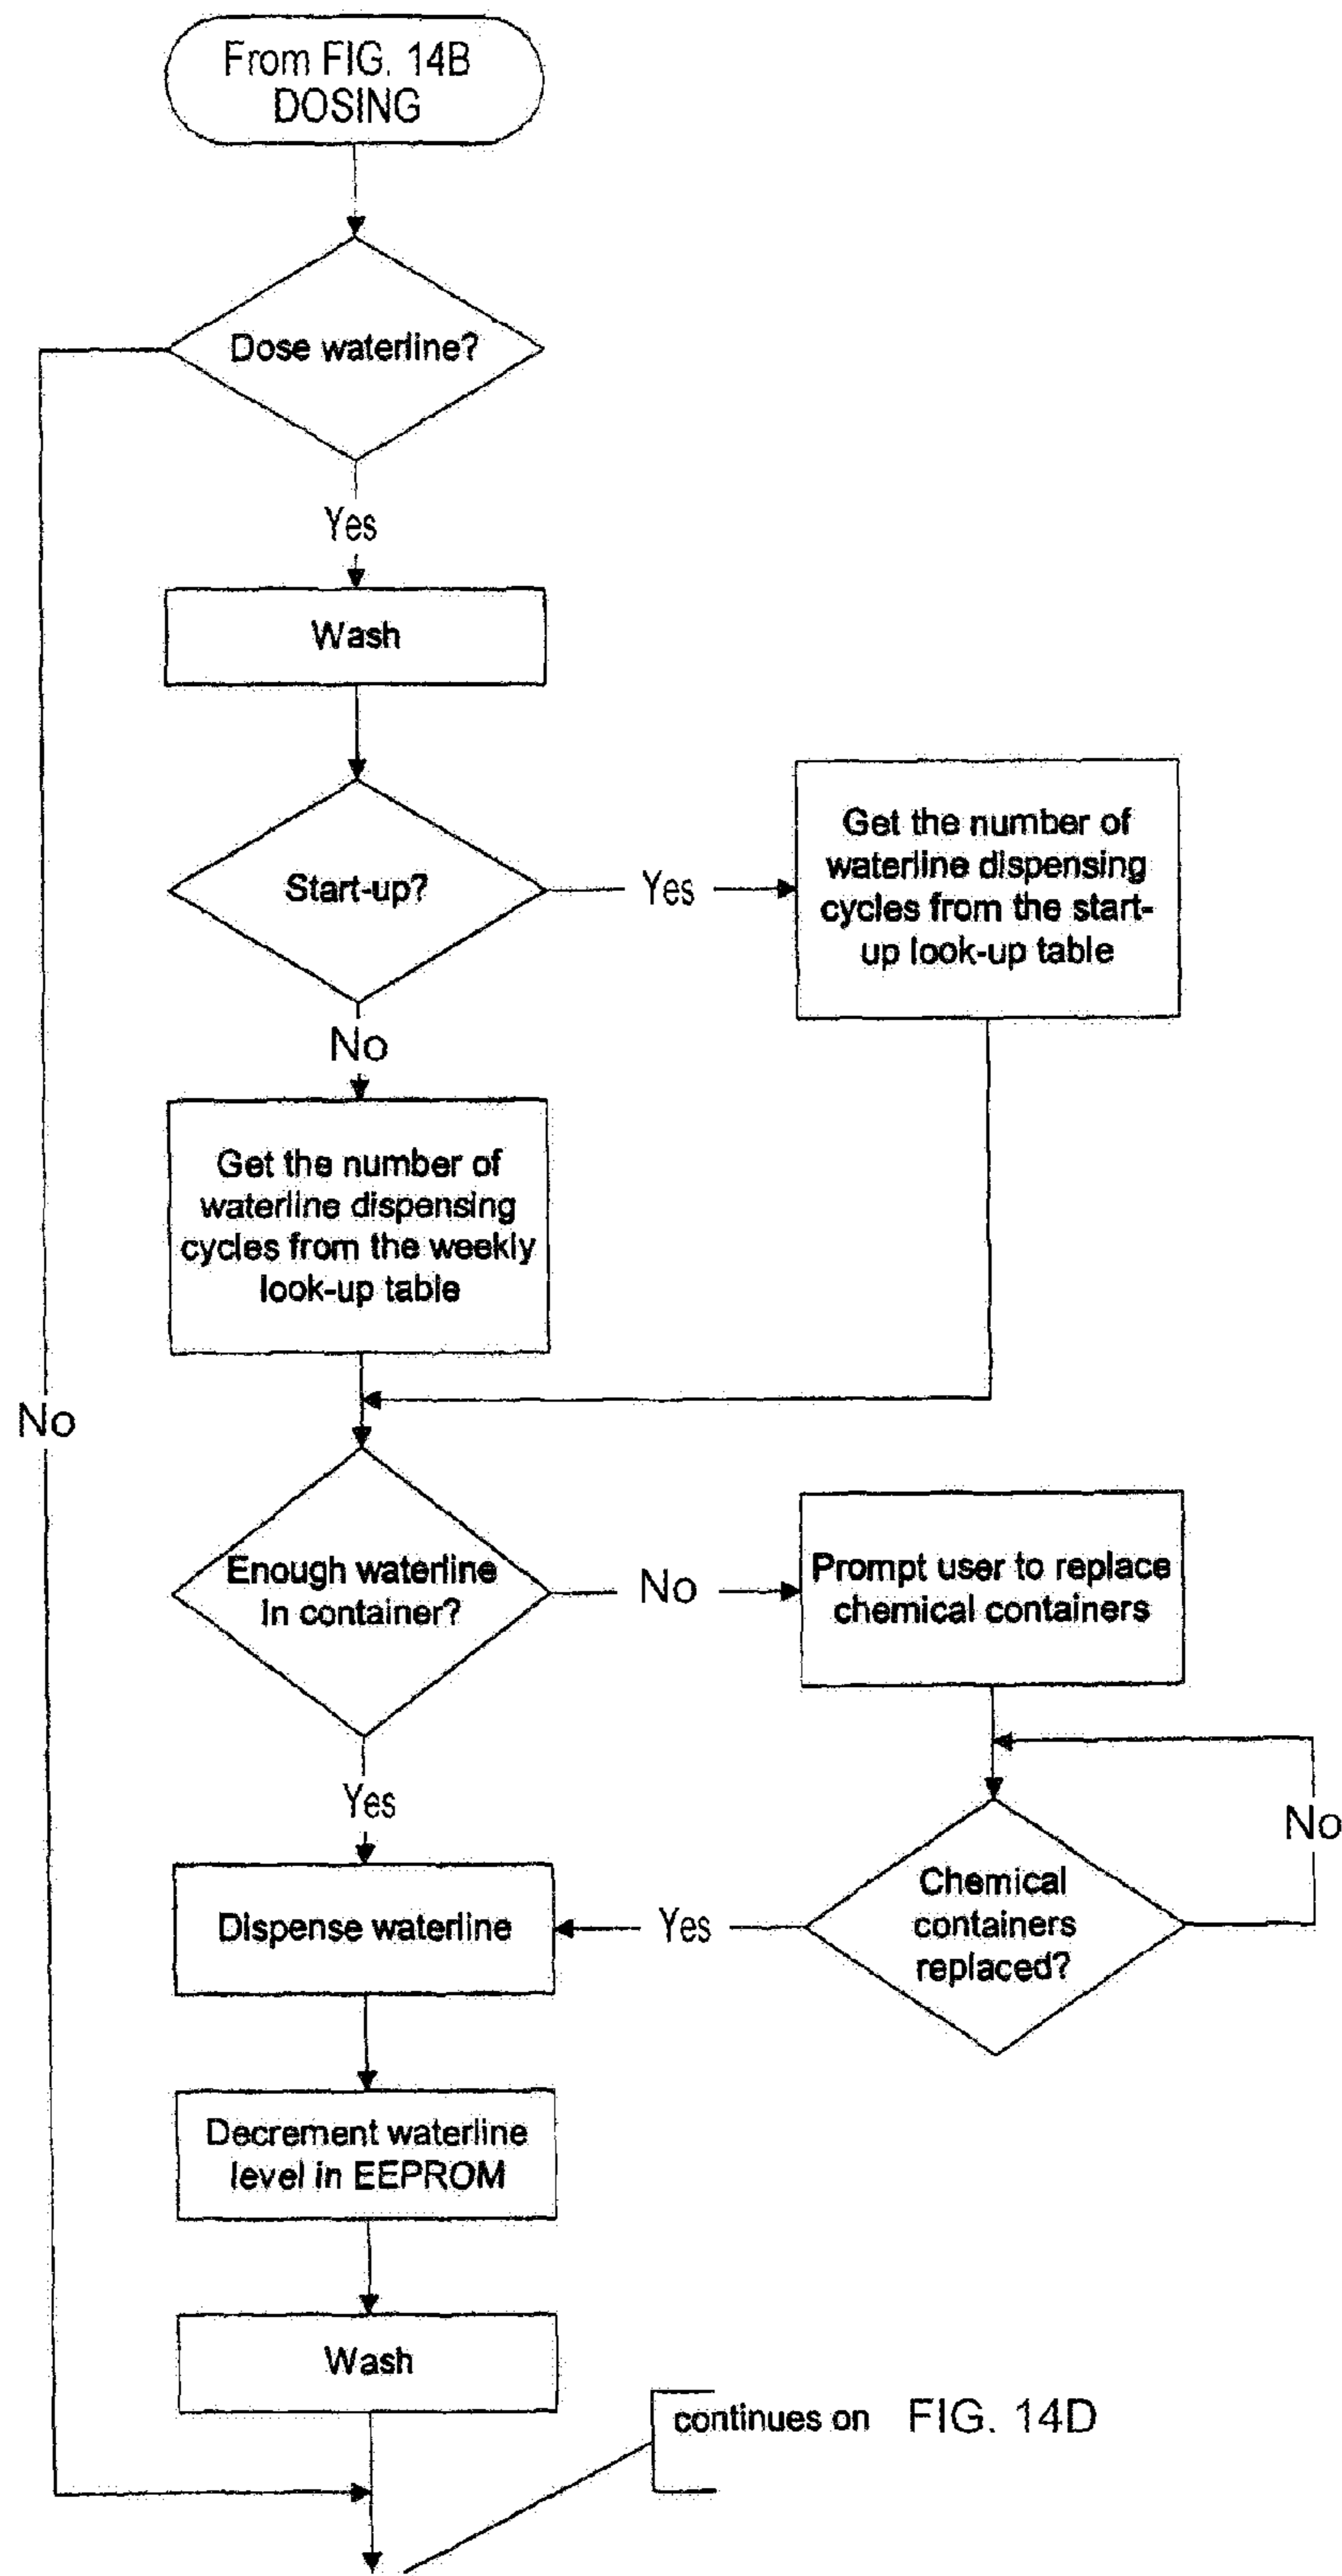 From FIG. 14B
DOSING
Dose waterline?
Yes
Wash
Start-up?
Yes
Get the number of
waterline dispensing
cycles from the start-
up look-up table
No
Get the number of
waterline dispensing
cycles from the weekly
look-up table
No
Enough waterline
In container?
No
Prompt user to replace
chemical containers
Yes
No
Chemical
containers
replaced?
Yes
Dispense waterline
Decrement waterline
level in EEPROM
Wash
continues on FIG. 14D